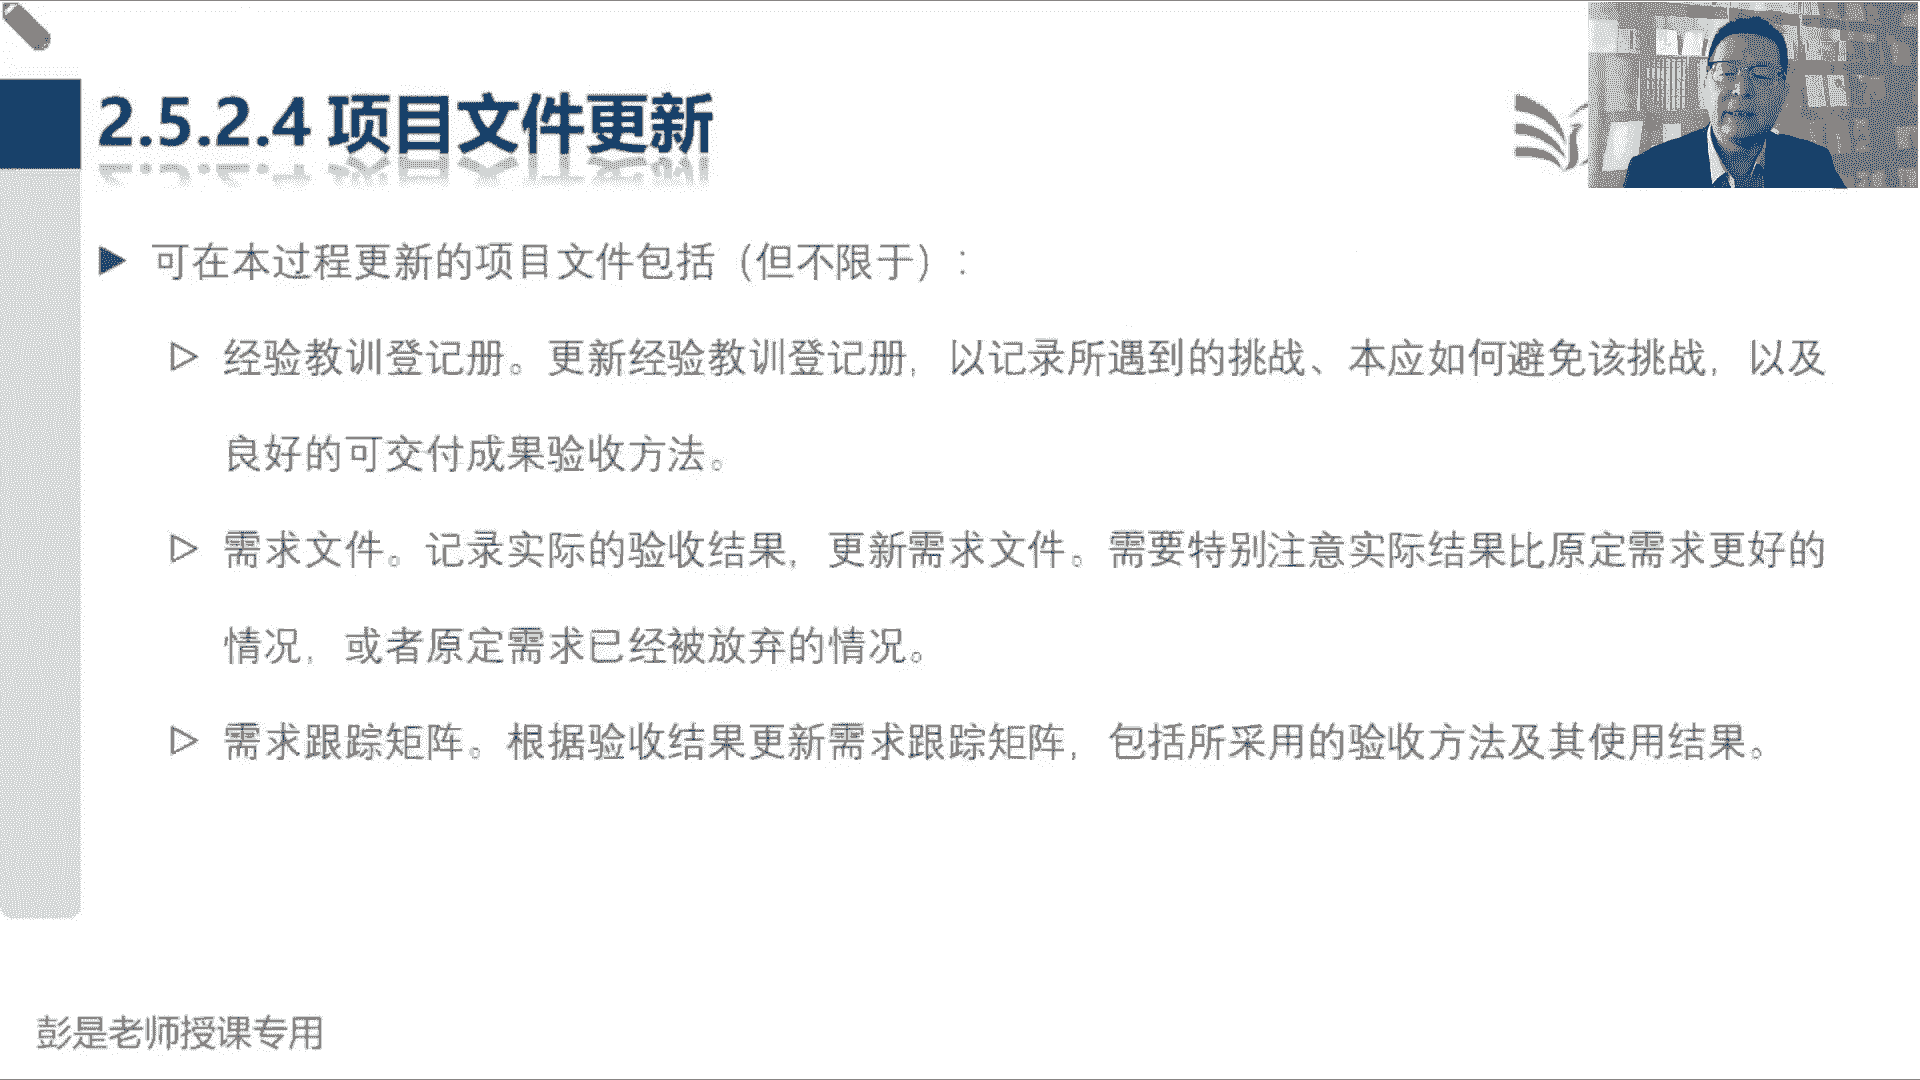 2.5.2.4 项目文件更新
可在本过程更新的项目文件包括（但不限于）：
经验教训登记册。更新经验教训登记册，以记录所遇到的挑战、本应如何避免该挑战，以及
良好的可交付成果验收方法。
需求文件。记录实际的验收结果，更新需求文件。需要特别注意实际结果比原定需求更好的
情况，或者原定需求已经被放弃的情况。
需求跟踪矩阵。根据验收结果更新需求跟踪矩阵，包括所采用的验收方法及其使用结果。
彭是老师授课专用